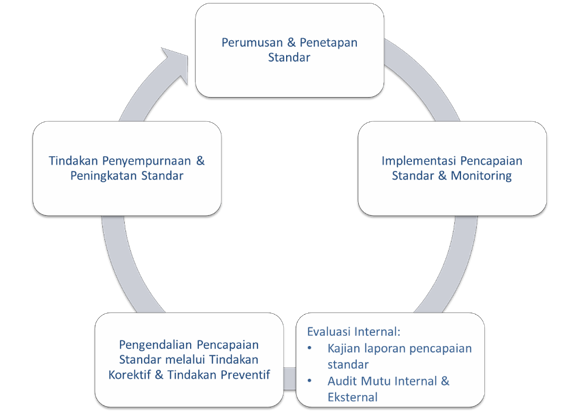 Perumusan & Penetapan
Standar
Implementasi Pencapaian
Standar & Monitoring
Evaluasi Internal:
• Kajian laporan pencapaian
standar
• Audit Mutu Internal &
Eksternal
Pengendalian Pencapaian
Standar melalui Tindakan
Korektif & Tindakan Preventif
Tindakan Penyempurnaan &
Peningkatan Standar